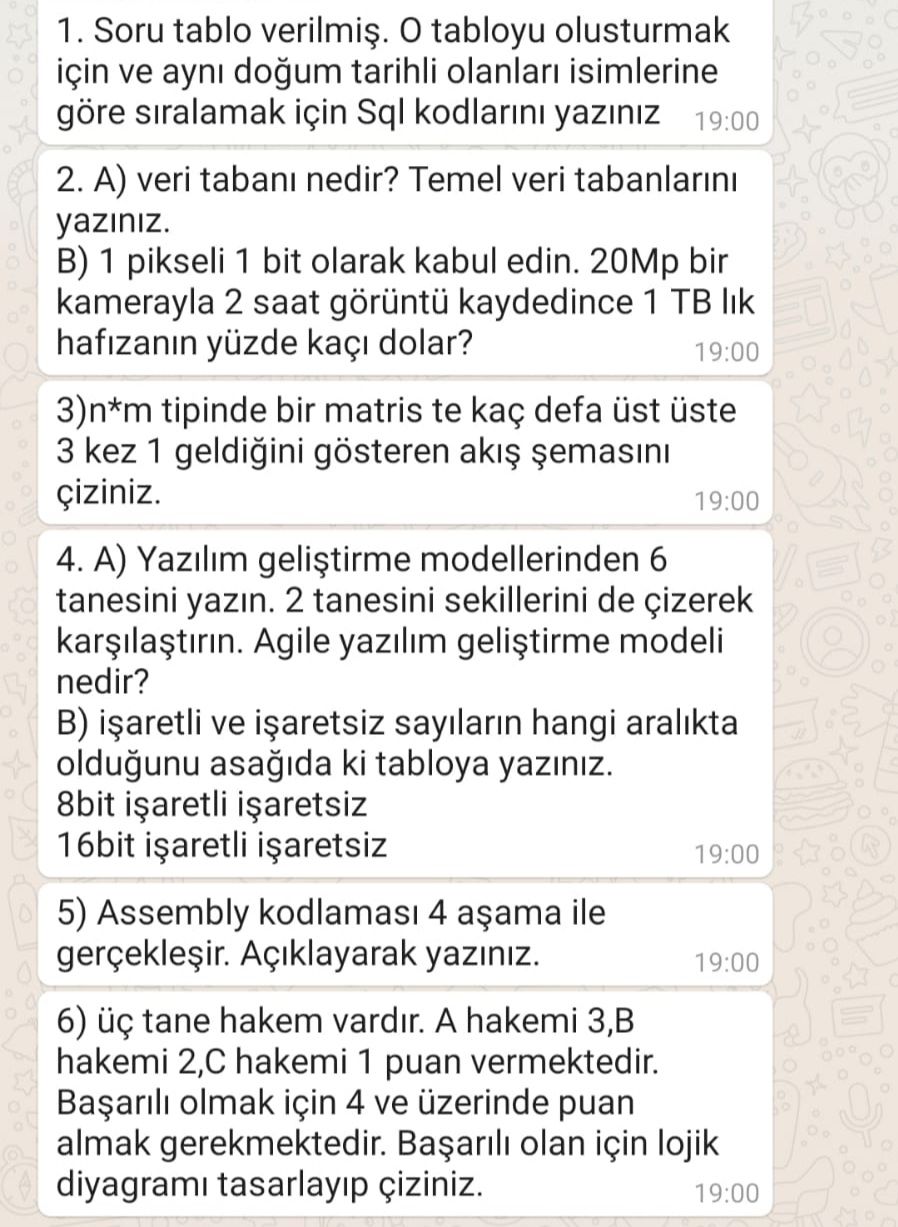 1. Soru tablo verilmiş. O tabloyu olusturmak
için ve aynı doğum tarihli olanları isimlerine
göre sıralamak için Sql kodlarını yazınız 19:00
2. A) veri tabanı nedir? Temel veri tabanlarını
yazınız.
B) 1 pikseli 1 bit olarak kabul edin. 20Mp bir
kamerayla 2 saat görüntü kaydedince 1 TB lık
hafızanın yüzde kaçı dolar? 19:00
3)n*m tipinde bir matris te kaç defa üst üste
3 kez 1 geldiğini gösteren akış şemasını
çiziniz. 19:00
4. A) Yazılım geliştirme modellerinden 6
tanesini yazın. 2 tanesini sekillerini de çizerek
karşılaştırın. Agile yazılım geliştirme modeli
nedir?
B) işaretli ve işaretsiz sayıların hangi aralıkta
olduğunu asağıda ki tabloya yazınız.
8bit işaretli işaretsiz
16bit işaretli işaretsiz 19:00
5) Assembly kodlaması 4 aşama ile
gerçekleşir. Açıklayarak yazınız. 19:00
6) üç tane hakem vardır. A hakemi 3,B
hakemi 2,C hakemi 1 puan vermektedir.
Başarılı olmak için 4 ve üzerinde puan
almak gerekmektedir. Başarılı olan için lojik
diyagramı tasarlayıp çiziniz. 19:00